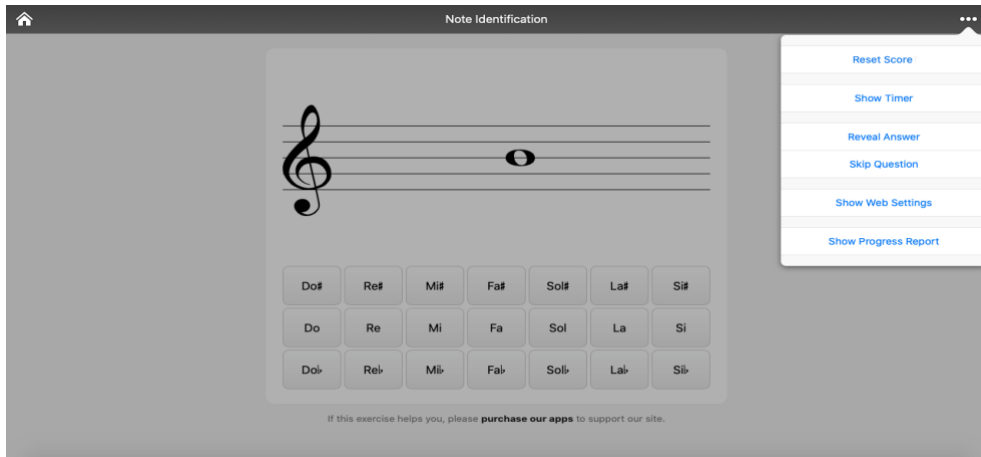 Note Identification
Reset Score
Show Timer
Reveal Answer
Skip Question
Show Web Settings
Show Progress Report
Do♯ Re♯ Mi♯ Fa♯ Sol♯ La♯ Si♯
Do Re Mi Fa Sol La Si
Do♭ Re♭ Mi♭ Fa♭ Sol♭ La♭ Si♭
If this exercise helps you, please purchase our apps to support our site.